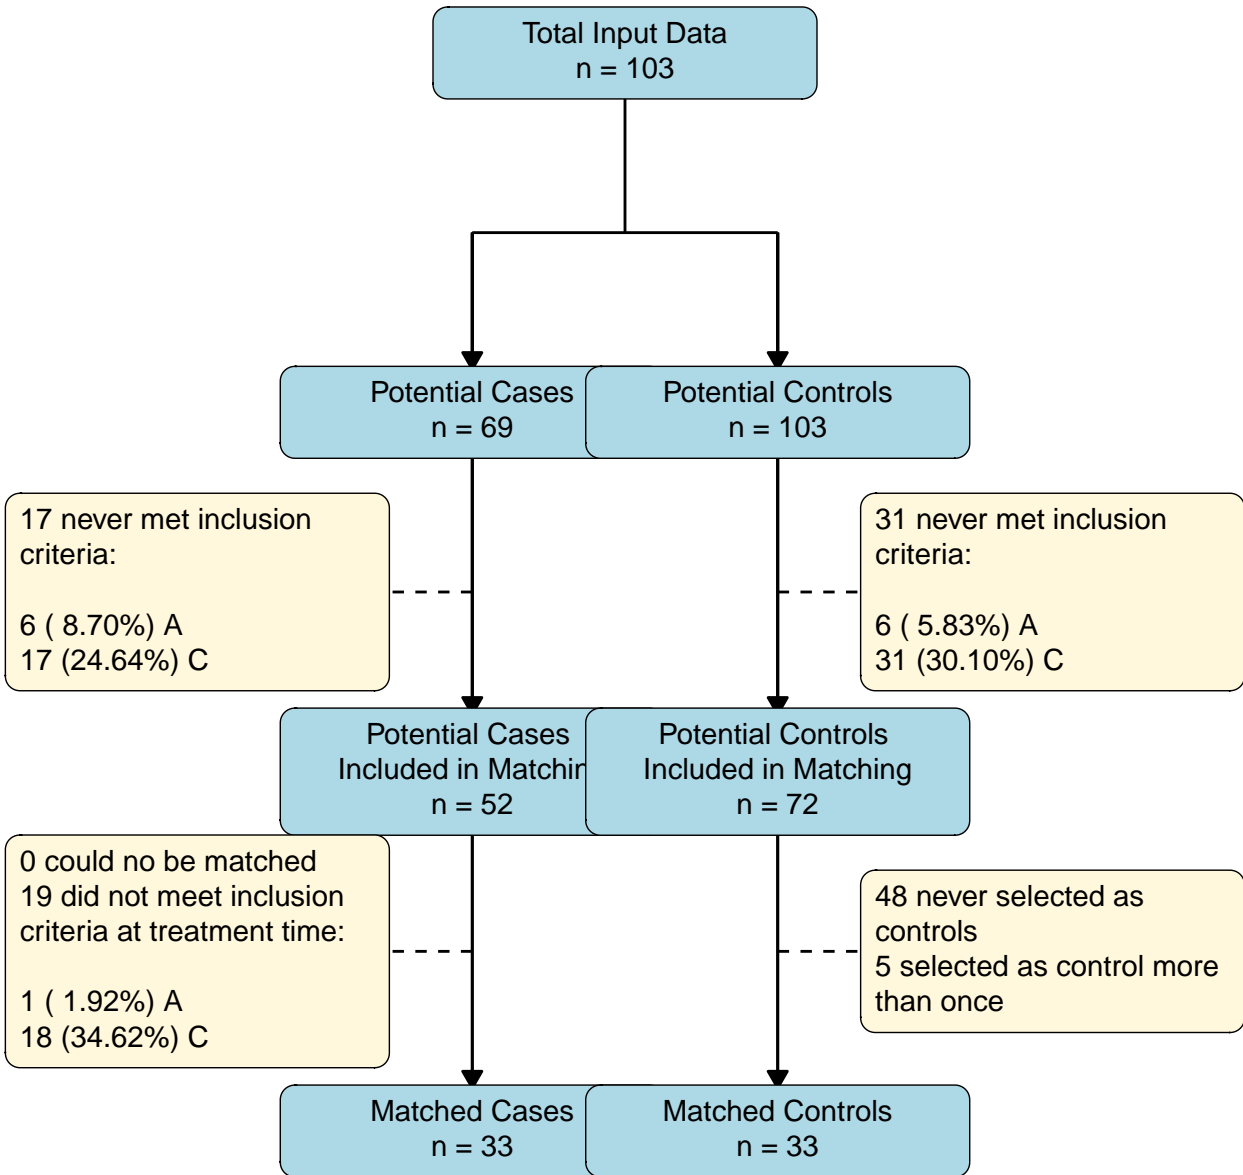 Total Input Data
n = 103
Potential Cases
n = 69
Potential Controls
n = 103
17 never met inclusion
criteria:
6 ( 8.70%) A
17 (24.64%) C
31 never met inclusion
criteria:
6 ( 5.83%) A
31 (30.10%) C
Potential Cases
Included in Matchin
n = 52
Potential Controls
Included in Matching
n = 72
0 could no be matched
19 did not meet inclusion
criteria at treatment time:
1 ( 1.92%) A
18 (34.62%) C
48 never selected as
controls
5 selected as control more
than once
Matched Cases
n = 33
Matched Controls
n = 33